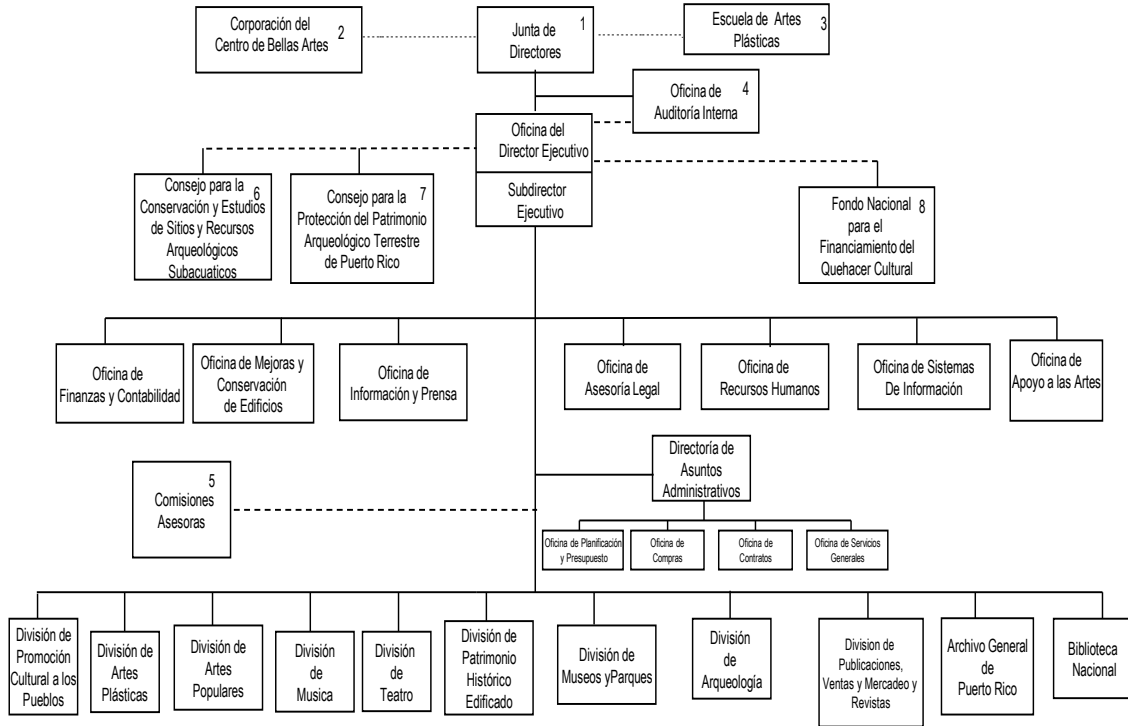 Corporación del
Centro de Bellas Artes
2
Junta de
Directores
1
Escuela de Artes
Plásticas
3
Oficina de
Auditoría Interna
4
Oficina del
Director Ejecutivo
Subdirector
Ejecutivo
Consejo para la
Conservación y Estudios
de Sitios y Recursos
Arqueológicos
Subacuaticos
6
Consejo para la
Protección del Patrimonio
Arqueológico Terrestre
de Puerto Rico
7
Fondo Nacional
para el
Financiamiento del
Quehacer Cultural
8
Oficina de
Finanzas y Contabilidad
Oficina de Mejoras y
Conservación
de Edificios
Oficina de
Información y Prensa
Oficina de
Asesoría Legal
Oficina de
Recursos Humanos
Oficina de Sistemas
De Información
Oficina de
Apoyo a las Artes
Directoría de
Asuntos
Administrativos
5
Comisiones
Asesoras
Oficina de Planificación
y Presupuesto
Oficina de
Compras
Oficina de
Contratos
Oficina de Servicios
Generales
División de
Promoción
Cultural a los
Pueblos
División de
Artes
Plásticas
División de
Artes
Populares
División
de
Musica
División de
Teatro
División de
Patrimonio
Histórico
Edificado
División de
Museos yParques
División
de
Arqueología
Division de
Publicaciones,
Ventas y Mercadeo y
Revistas
Archivo General
de
Puerto Rico
Biblioteca
Nacional